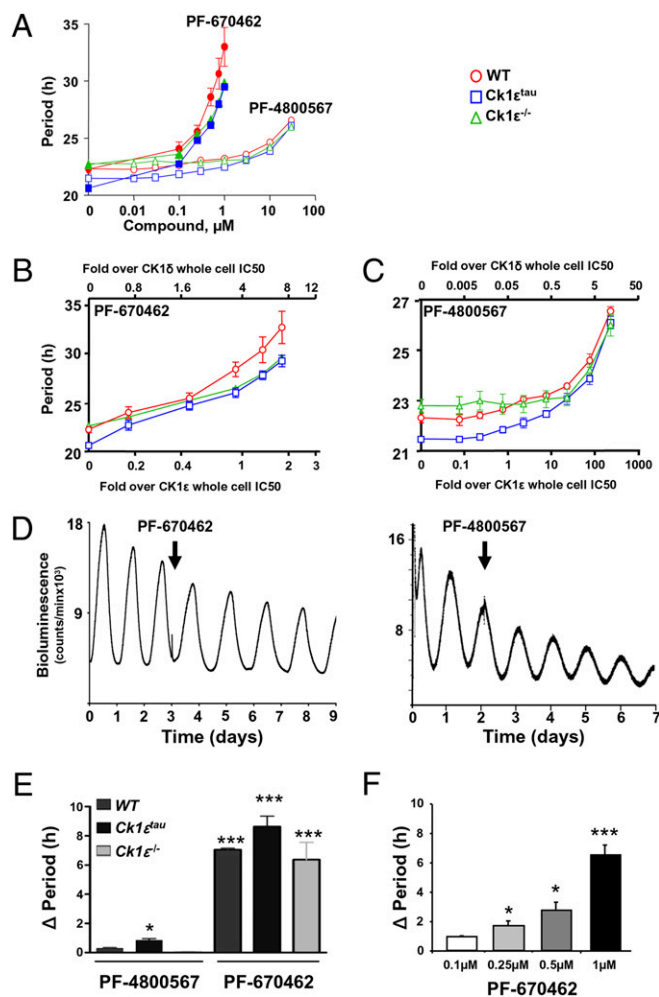 A
PF-670462
PF-4800567
WT
Ck1εtau
Ck1ε-/-
Period (h)
35
30
25
20
0 0.01 0.1 1 10 100
Compound, µM
B
Fold over CK1δ whole cell IC50
0 0.8 1.6 4 8 12
PF-670462
Period (h)
35
30
25
20
0 0.2 0.4 1 2 3
Fold over CK1ε whole cell IC50
C
Fold over CK1δ whole cell IC50
0 0.005 0.05 0.5 5 50
PF-4800567
27
25
23
21
0 0.1 1 10 100 1000
Fold over CK1ε whole cell IC50
D
PF-670462
Bioluminescence
(counts/minx10³)
18
9
0 1 2 3 4 5 6 7 8 9
Time (days)
PF-4800567
16
8
0 1 2 3 4 5 6 7
Time (days)
E
WT
Ck1εtau
Ck1ε-/-
Δ Period (h)
10
8
6
4
2
0
*
***
***
***
PF-4800567
PF-670462
F
Δ Period (h)
10
8
6
4
2
0
*
*
***
0.1µM 0.25µM 0.5µM 1µM
PF-670462